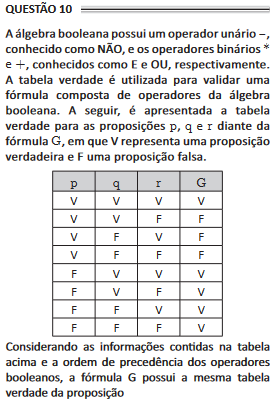 QUESTÃO 10
A álgebra booleana possui um operador unário –,
conhecido como NÃO, e os operadores binários *
e +, conhecidos como E e OU, respectivamente.
A tabela verdade é utilizada para validar uma
fórmula composta de operadores da álgebra
booleana. A seguir, é apresentada a tabela
verdade para as proposições p, q e r diante da
fórmula G, em que V representa uma proposição
verdadeira e F uma proposição falsa.
p q r G
V V V V
V V F F
V F V F
V F F F
F V V V
F V F V
F F V V
F F F V
Considerando as informações contidas na tabela
acima e a ordem de precedência dos operadores
booleanos, a fórmula G possui a mesma tabela
verdade da proposição